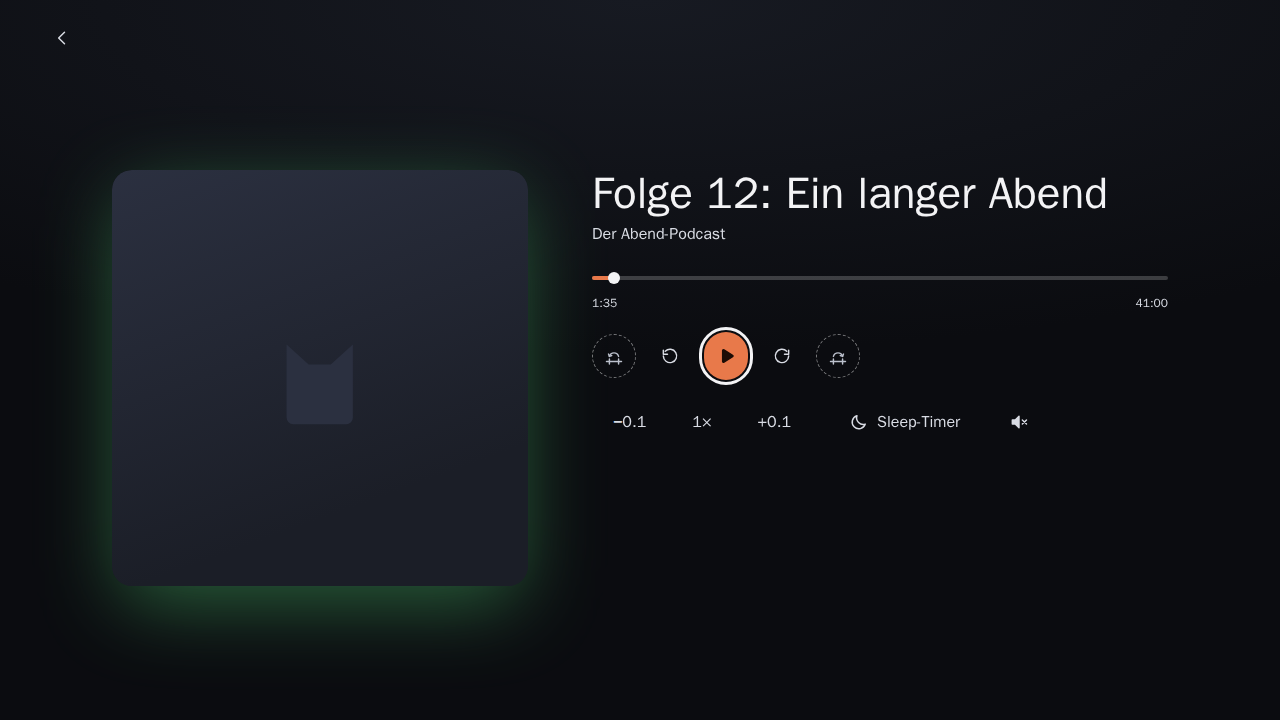 Folge 12: Ein langer Abend
Der Abend-Podcast
1:35 41:00
−0.1 1× +0.1 Sleep-Timer